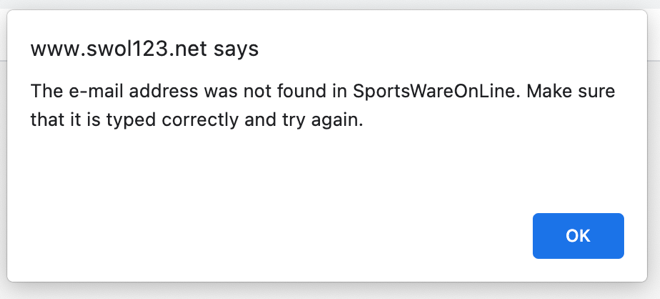 www.swol123.net says
The e-mail address was not found in SportsWareOnLine. Make sure
that it is typed correctly and try again.
OK